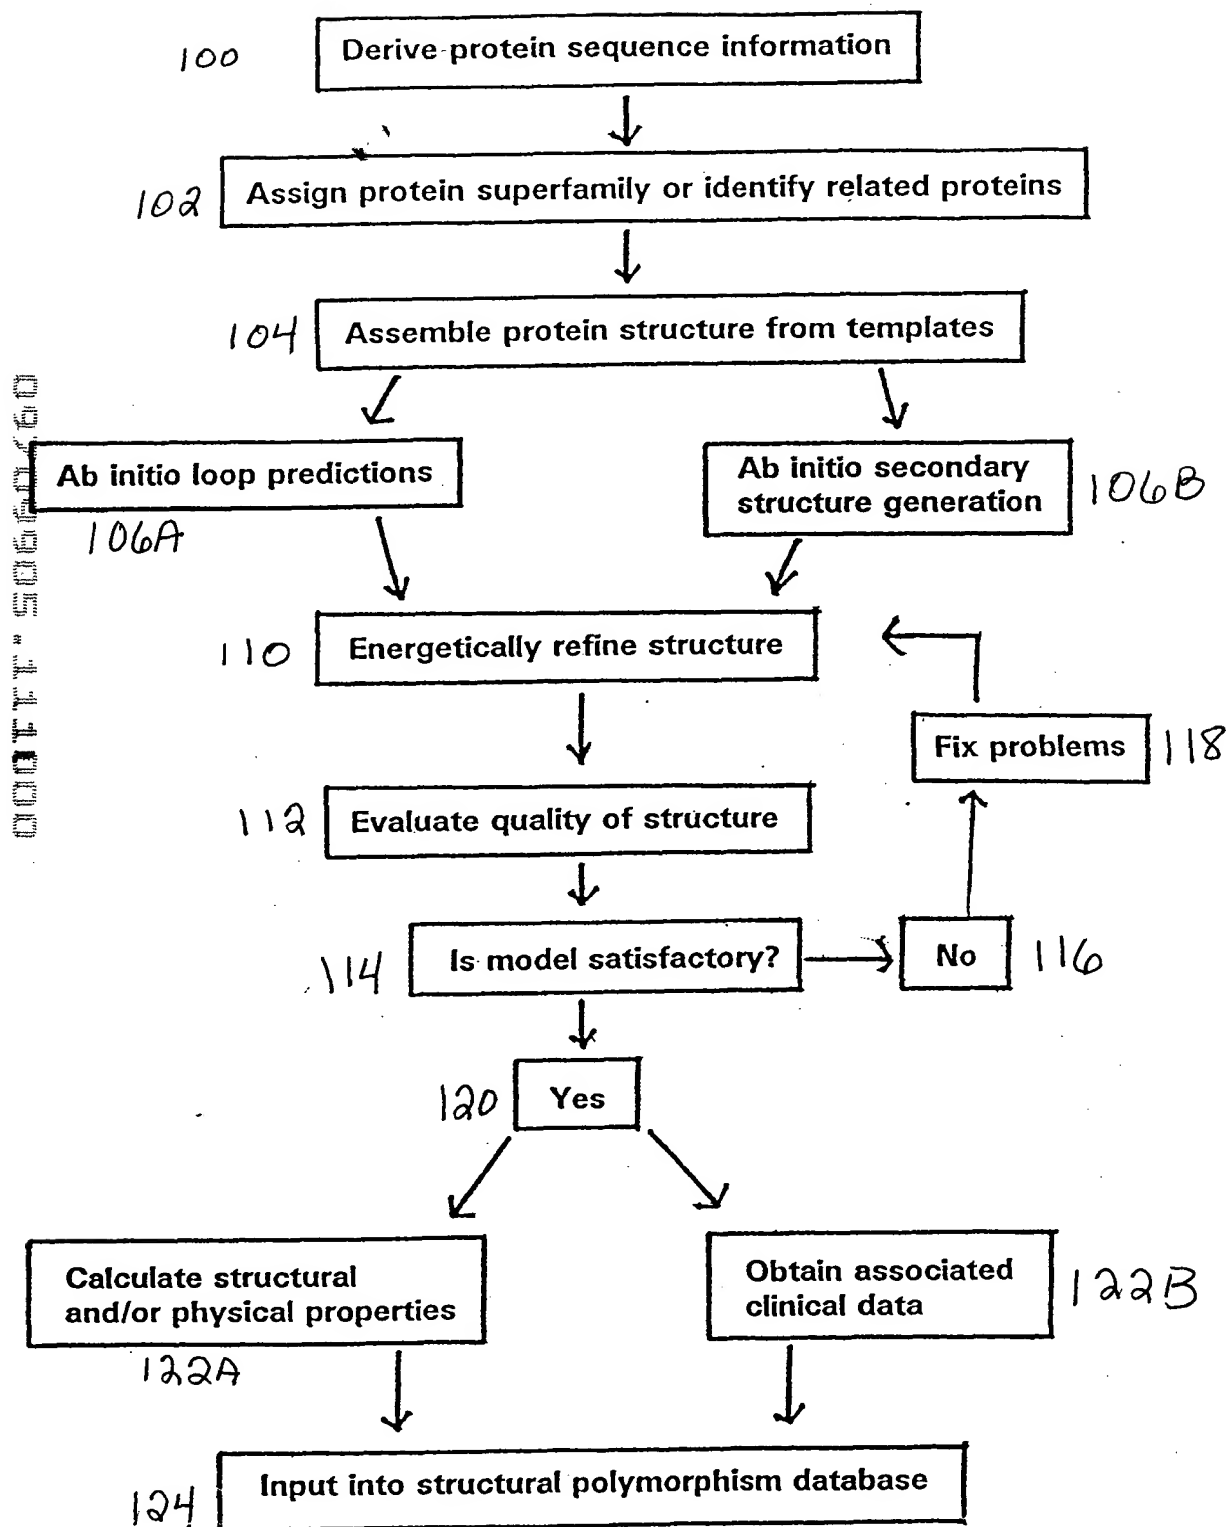 100
Derive protein sequence information
102
Assign protein superfamily or identify related proteins
104
Assemble protein structure from templates
Ab initio loop predictions
106A
Ab initio secondary
structure generation
106B
110
Energetically refine structure
Fix problems
118
112
Evaluate quality of structure
114
Is model satisfactory?
No
116
120
Yes
Calculate structural
and/or physical properties
122A
Obtain associated
clinical data
122B
124
Input into structural polymorphism database